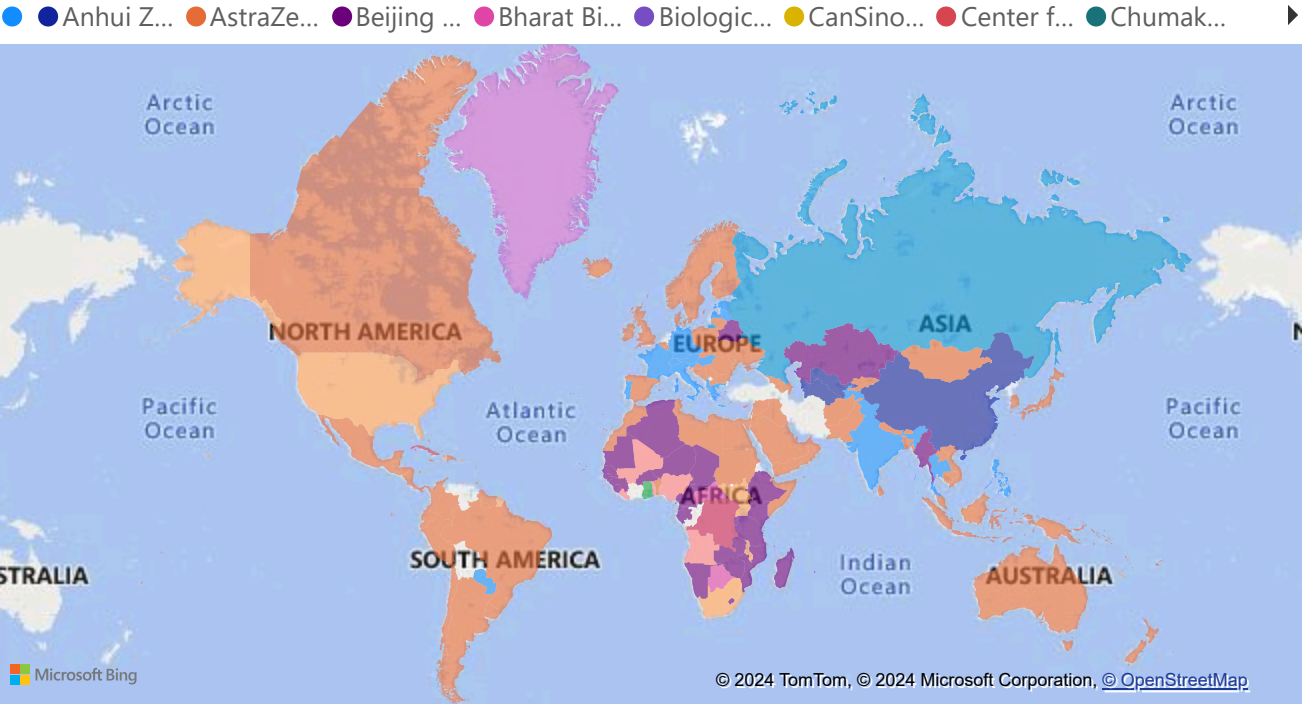 Anhui Z... AstraZe... Beijing ... Bharat Bi... Biologic... CanSino... Center f... Chumak...
Arctic
Ocean
Arctic
Ocean
NORTH AMERICA
ASIA
N
EUROPE
Pacific
Ocean
Atlantic
Ocean
Pacific
Ocean
AFRICA
SOUTH AMERICA
Indian
Ocean
STRALIA
AUSTRALIA
Microsoft Bing
© 2024 TomTom, © 2024 Microsoft Corporation, © OpenStreetMap